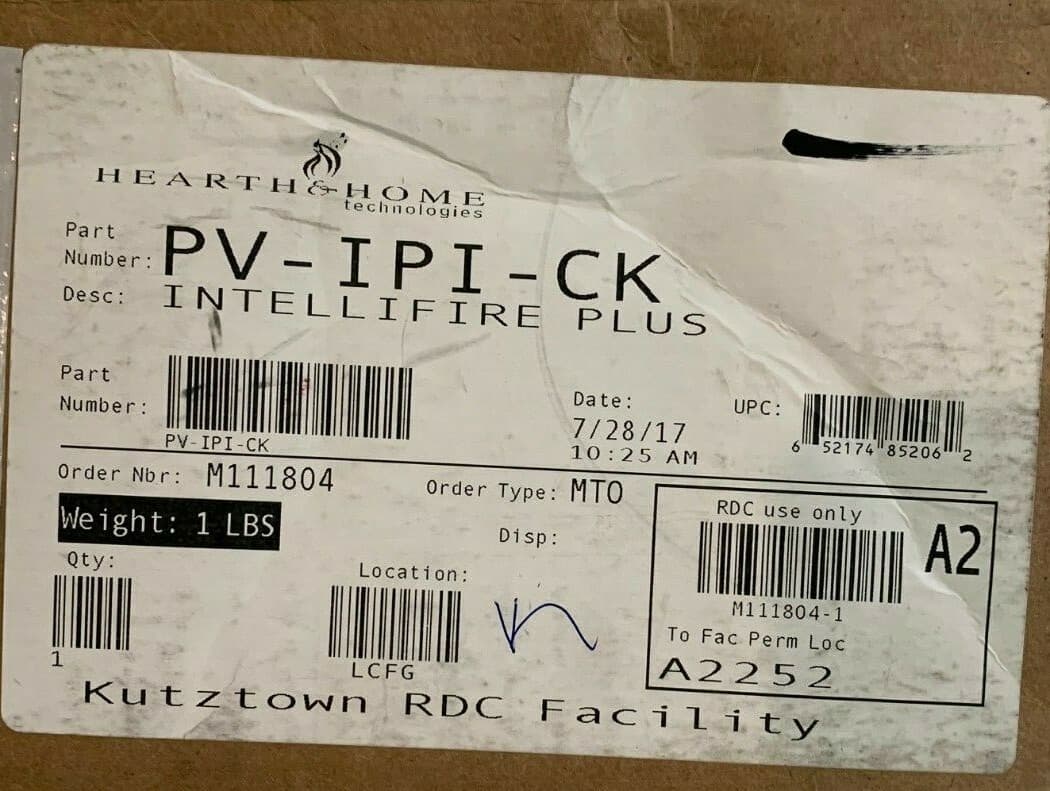 HEARTH & HOME
technologies
Part
Number: PV-IPI-CK
Desc: INTELLIFIRE PLUS
Part
Number:
PV-IPI-CK
Date:
7/28/17
10:25 AM
UPC:
6 52174 85206 2
Order Nbr: M111804
Order Type: MTO
Weight: 1 LBS
Disp:
Qty:
1
Location:
LCFG
RDC use only
A2
M111804-1
To Fac Perm Loc
A2252
Kutztown RDC Facility